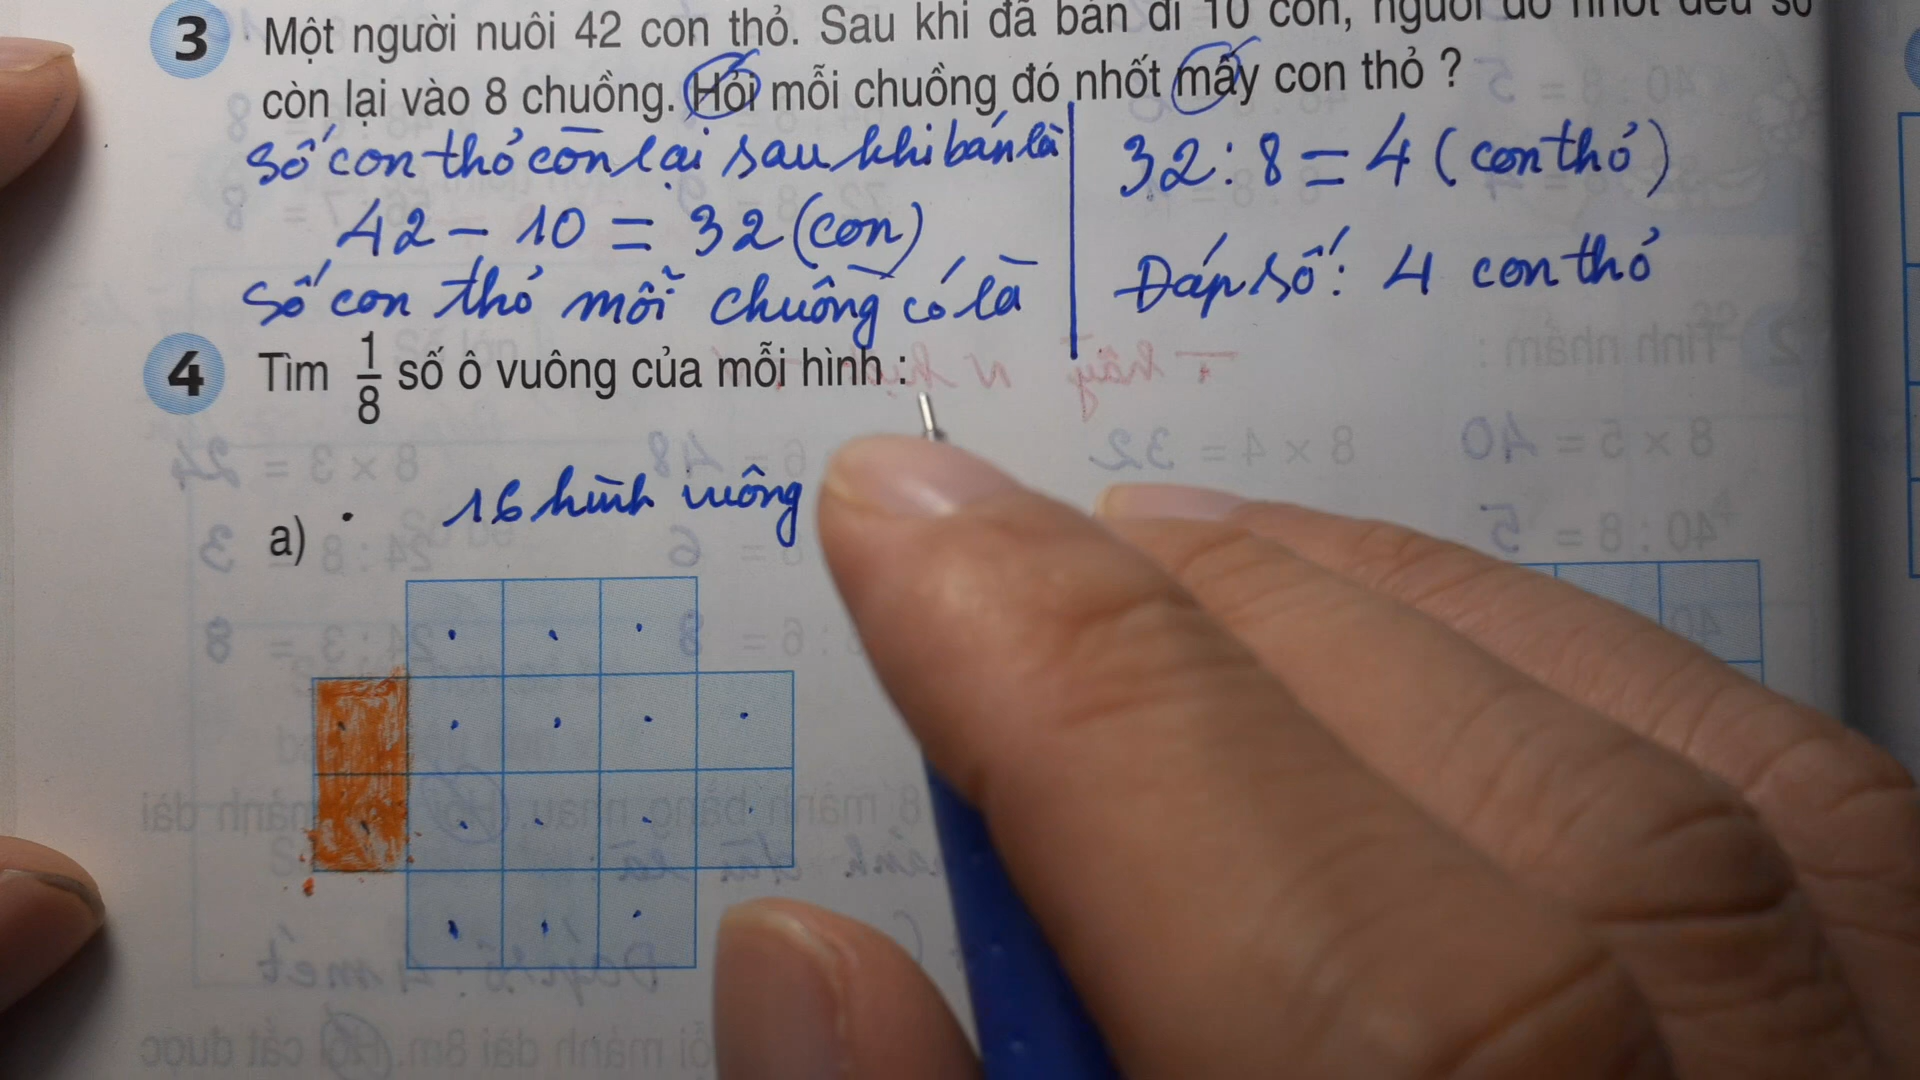 3 Một người nuôi 42 con thỏ. Sau khi đã bán đi 10 con, người đó nhốt đều số
còn lại vào 8 chuồng. Hỏi mỗi chuồng đó nhốt mấy con thỏ ?
Số con thỏ còn lại sau khi bán là
42 - 10 = 32 (con)
Số con thỏ mỗi chuồng có là
32 : 8 = 4 (con thỏ)
Đáp số: 4 con thỏ
4 Tìm 1/8 số ô vuông của mỗi hình :
16 hình vuông
a)